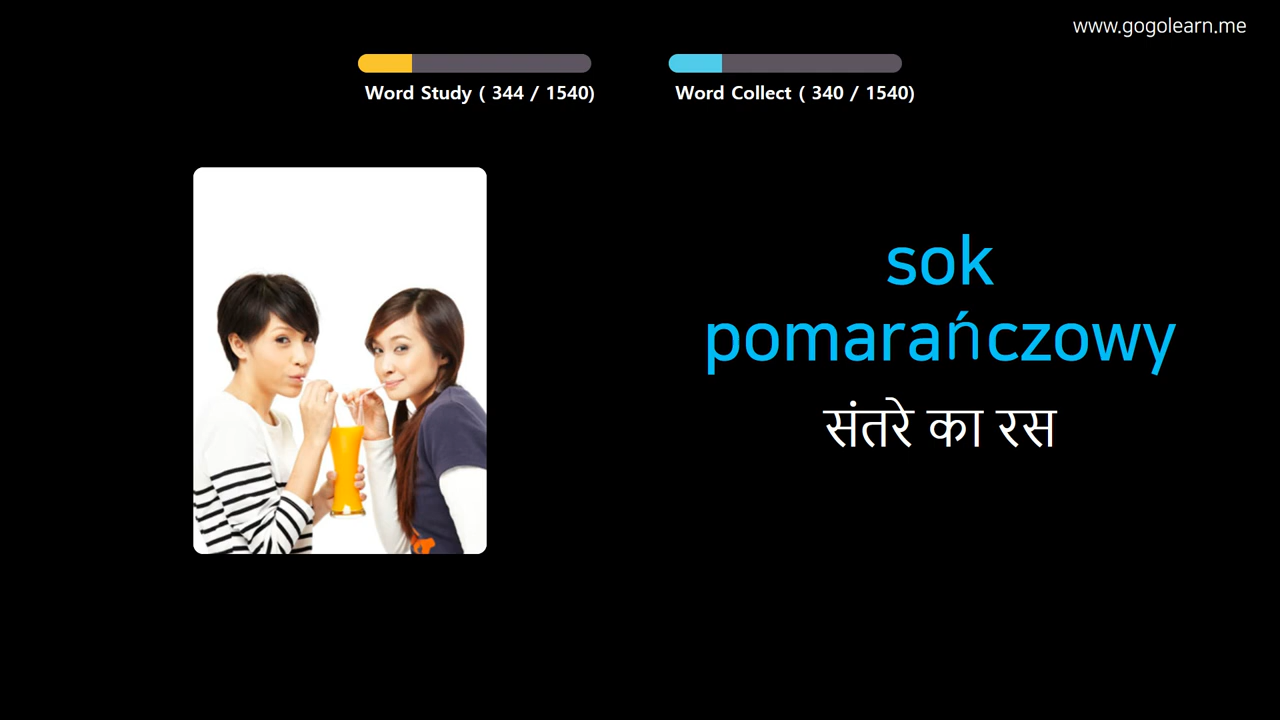 www.gogolearn.me
Word Study ( 344 / 1540)
Word Collect ( 340 / 1540)
sok
pomarańczowy
संतरे का रस